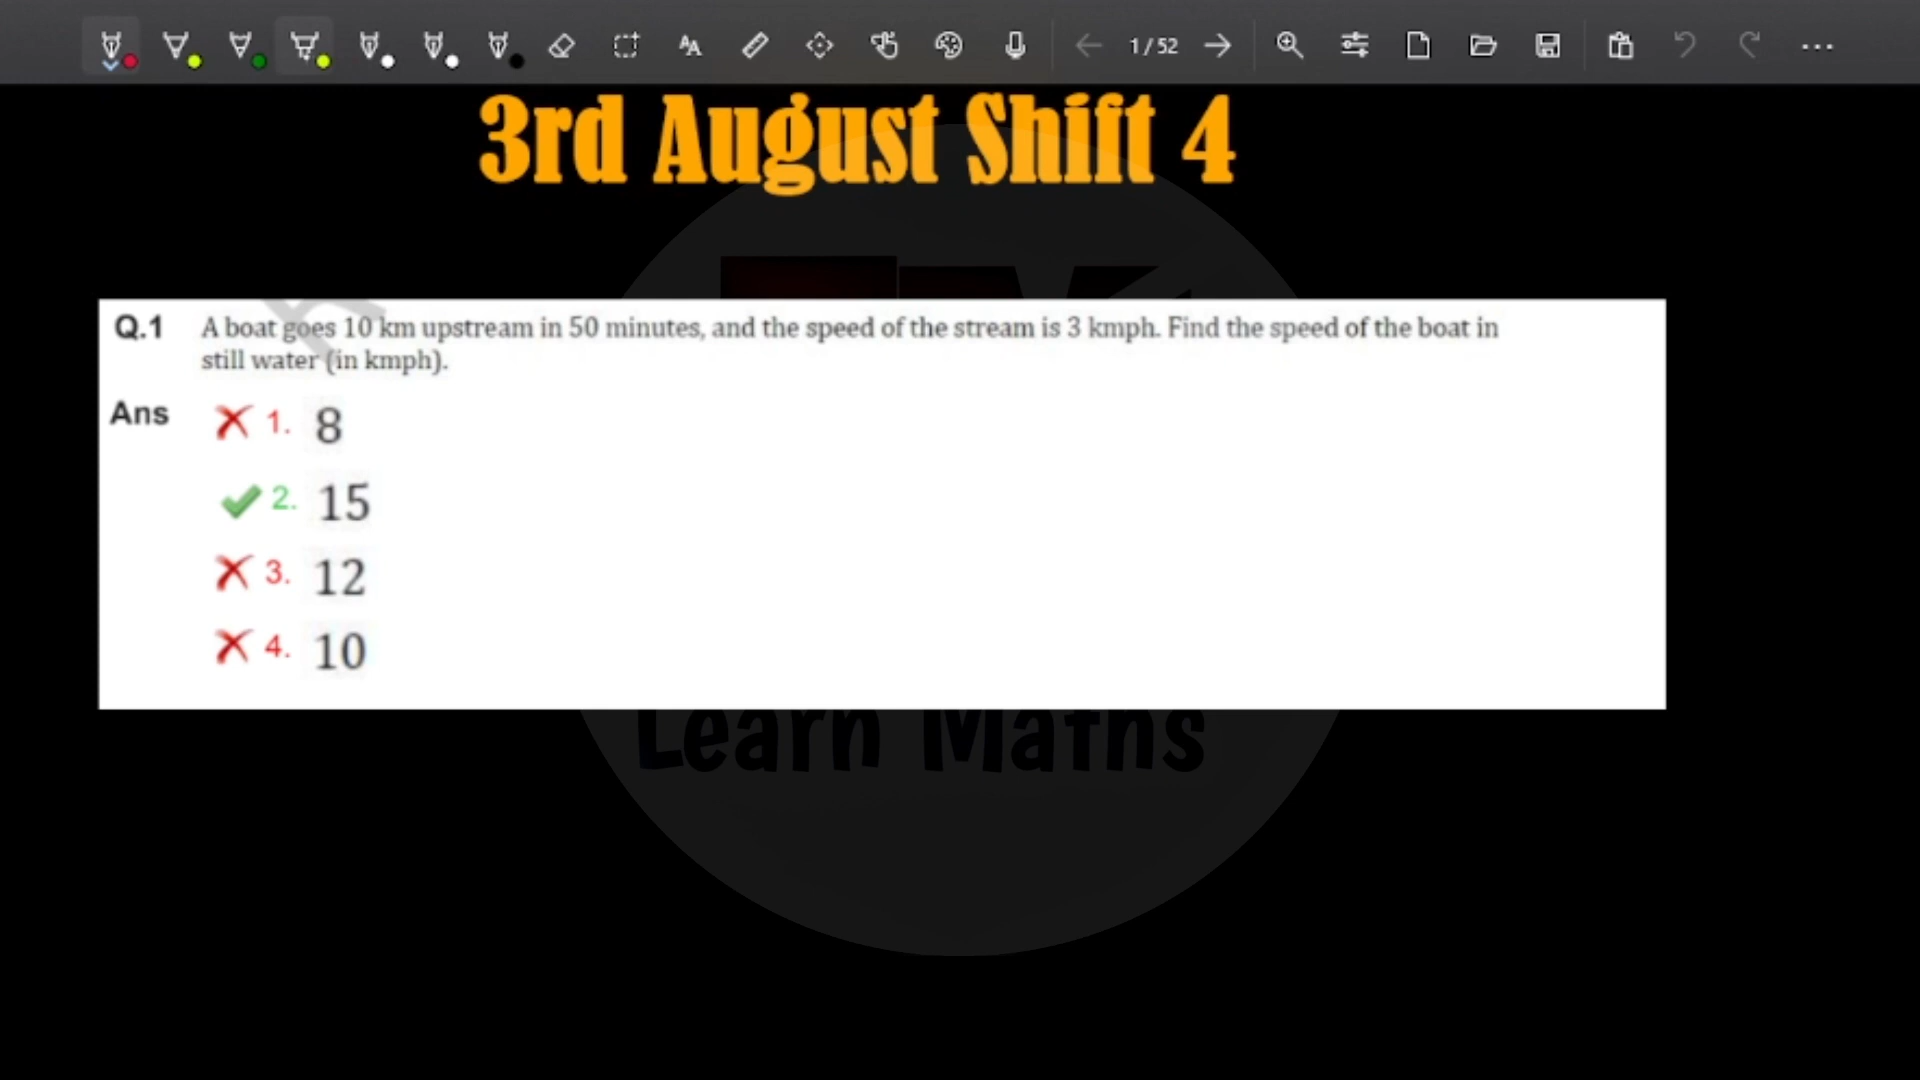 1 / 52
3rd August Shift 4
Q.1 A boat goes 10 km upstream in 50 minutes, and the speed of the stream is 3 kmph. Find the speed of the boat in
still water (in kmph).
Ans 1. 8
2. 15
3. 12
4. 10
Learn Maths